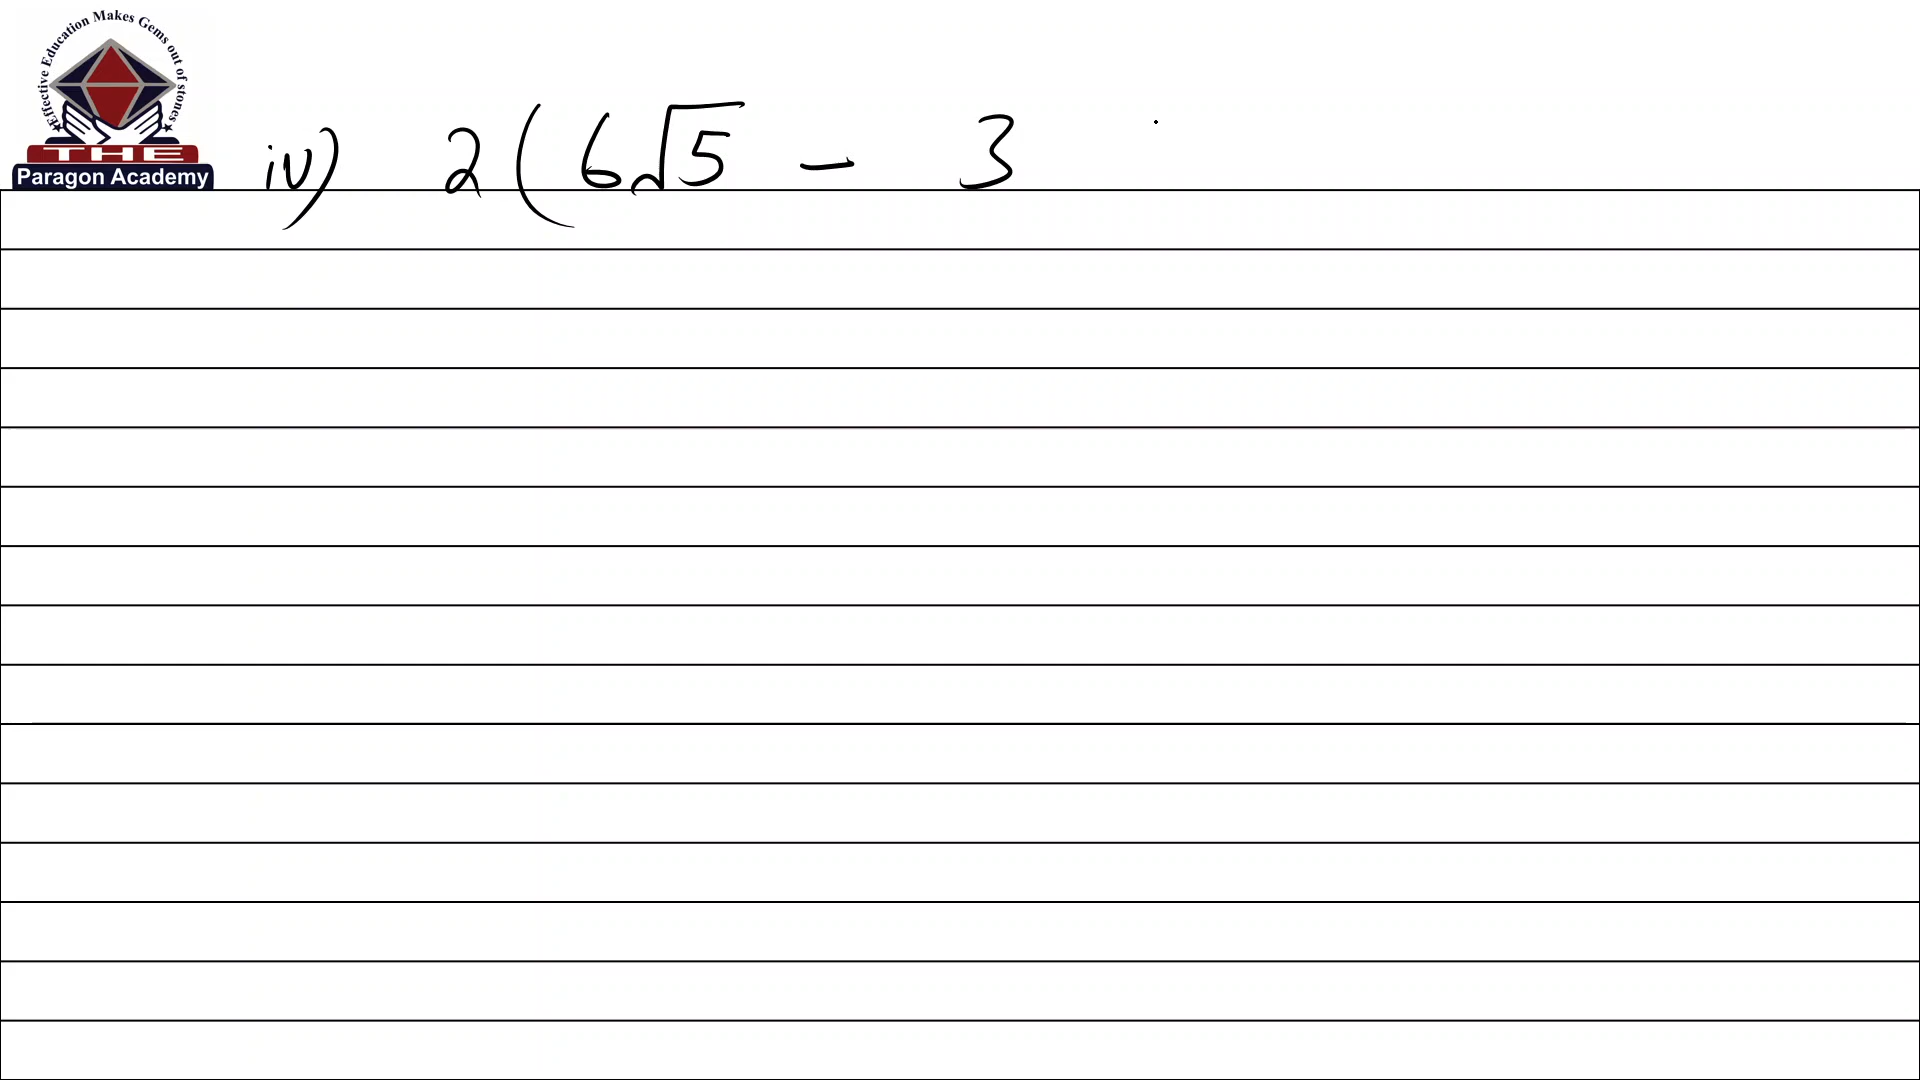 Effective Education Makes Gems out of stones
THE
Paragon Academy
iv) 2 ( 6√5 - 3